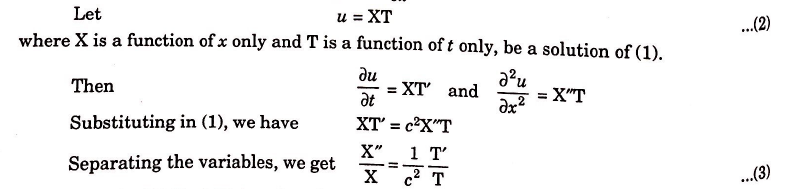 Let u = XT ...(2)
where X is a function of x only and T is a function of t only, be a solution of (1).
Then ∂u/∂t = XT′ and ∂²u/∂x² = X″T
Substituting in (1), we have XT′ = c²X″T
Separating the variables, we get X″/X = 1/c² T′/T ...(3)